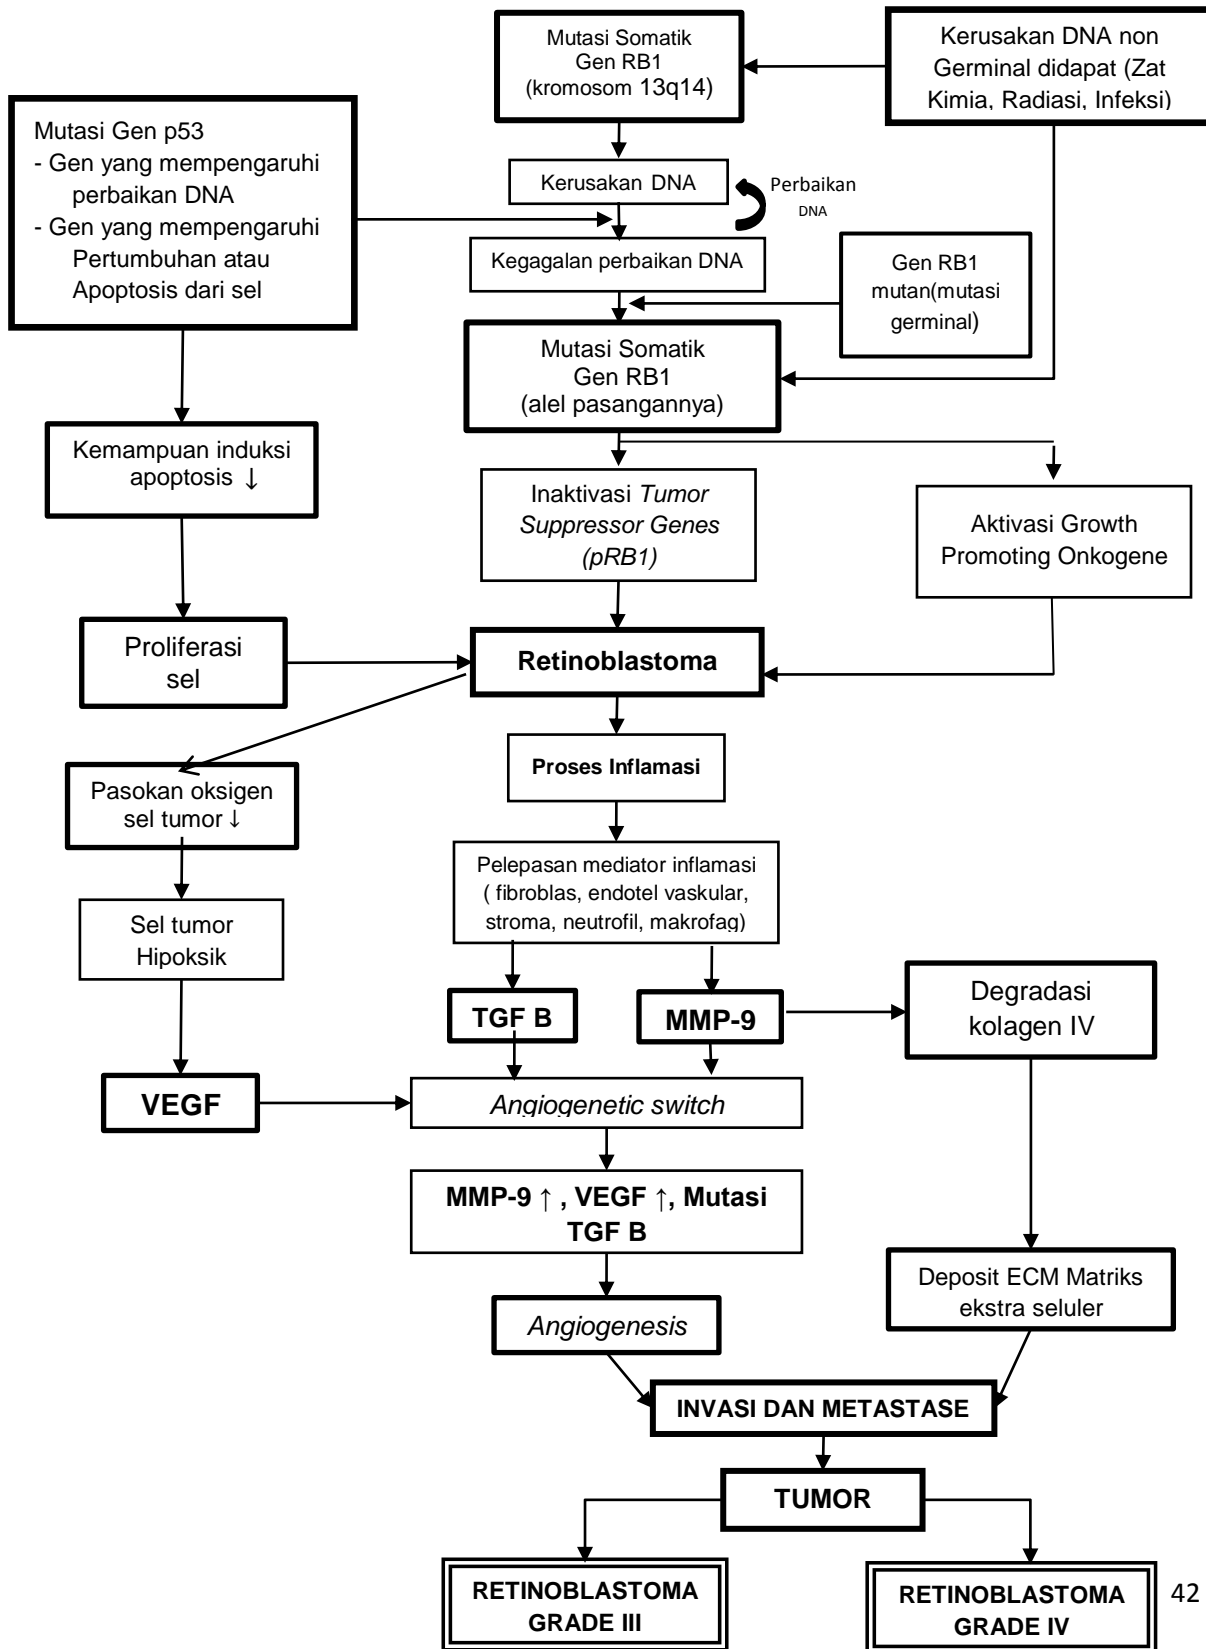 Mutasi Somatik
Gen RB1
(kromosom 13q14)
Kerusakan DNA non
Germinal didapat (Zat
Kimia, Radiasi, Infeksi)
Mutasi Gen p53
- Gen yang mempengaruhi
perbaikan DNA
- Gen yang mempengaruhi
Pertumbuhan atau
Apoptosis dari sel
Kerusakan DNA
Perbaikan
DNA
Kegagalan perbaikan DNA
Gen RB1
mutan(mutasi
germinal)
Mutasi Somatik
Gen RB1
(alel pasangannya)
Kemampuan induksi
apoptosis ↓
Inaktivasi Tumor
Suppressor Genes
(pRB1)
Aktivasi Growth
Promoting Onkogene
Proliferasi
sel
Retinoblastoma
Proses Inflamasi
Pasokan oksigen
sel tumor ↓
Pelepasan mediator inflamasi
( fibroblas, endotel vaskular,
stroma, neutrofil, makrofag)
Sel tumor
Hipoksik
TGF B
MMP-9
Degradasi
kolagen IV
VEGF
Angiogenetic switch
MMP-9 ↑ , VEGF ↑, Mutasi
TGF B
Deposit ECM Matriks
ekstra seluler
Angiogenesis
INVASI DAN METASTASE
TUMOR
RETINOBLASTOMA
GRADE III
RETINOBLASTOMA
GRADE IV
42